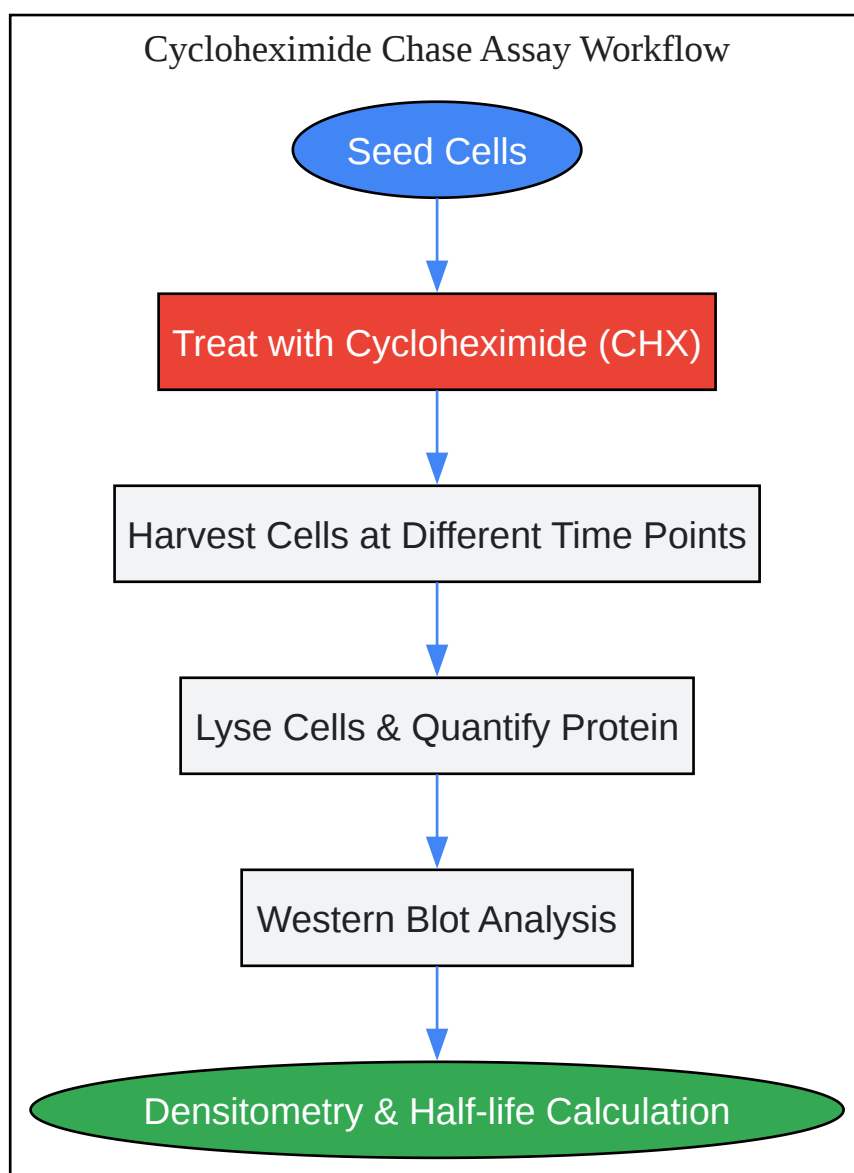 Cycloheximide Chase Assay Workflow
Seed Cells
Treat with Cycloheximide (CHX)
Harvest Cells at Different Time Points
Lyse Cells & Quantify Protein
Western Blot Analysis
Densitometry & Half-life Calculation